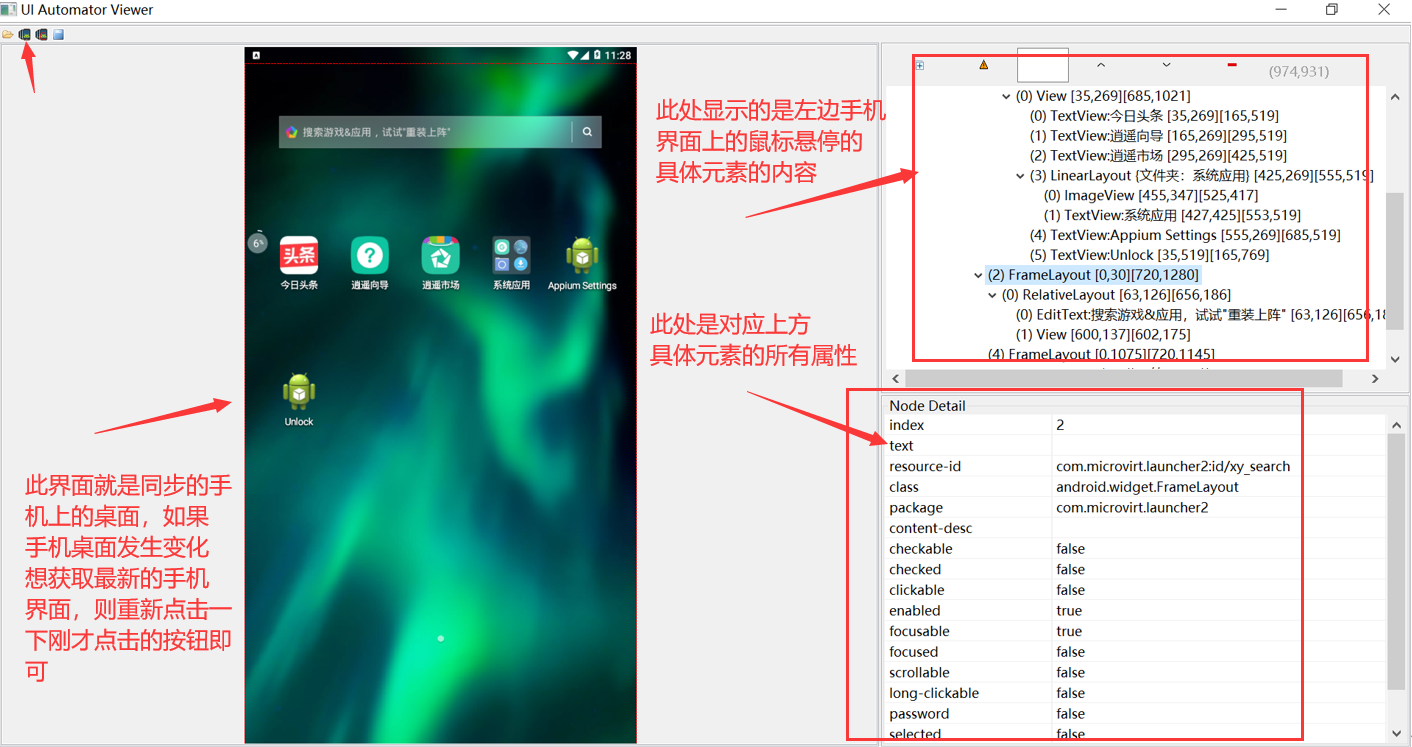 UI Automator Viewer
11:28
搜索游戏&应用，试试"重装上阵"
6%
头条
今日头条
逍遥向导
逍遥市场
系统应用
Appium Settings
Unlock
此界面就是同步的手
机上的桌面，如果
手机桌面发生变化
想获取最新的手机
界面，则重新点击一
下刚才点击的按钮即
可
此处显示的是左边手机
界面上的鼠标悬停的
具体元素的内容
此处是对应上方
具体元素的所有属性
(974,931)
(0) View [35,269][685,1021]
(0) TextView:今日头条 [35,269][165,519]
(1) TextView:逍遥向导 [165,269][295,519]
(2) TextView:逍遥市场 [295,269][425,519]
(3) LinearLayout {文件夹：系统应用} [425,269][555,519]
(0) ImageView [455,347][525,417]
(1) TextView:系统应用 [427,425][553,519]
(4) TextView:Appium Settings [555,269][685,519]
(5) TextView:Unlock [35,519][165,769]
(2) FrameLayout [0,30][720,1280]
(0) RelativeLayout [63,126][656,186]
(0) EditText:搜索游戏&应用，试试"重装上阵" [63,126][656,18
(1) View [600,137][602,175]
(4) FrameLayout [0,1075][720,1145]
Node Detail
index 2
text
resource-id com.microvirt.launcher2:id/xy_search
class android.widget.FrameLayout
package com.microvirt.launcher2
content-desc
checkable false
checked false
clickable false
enabled true
focusable true
focused false
scrollable false
long-clickable false
password false
selected false